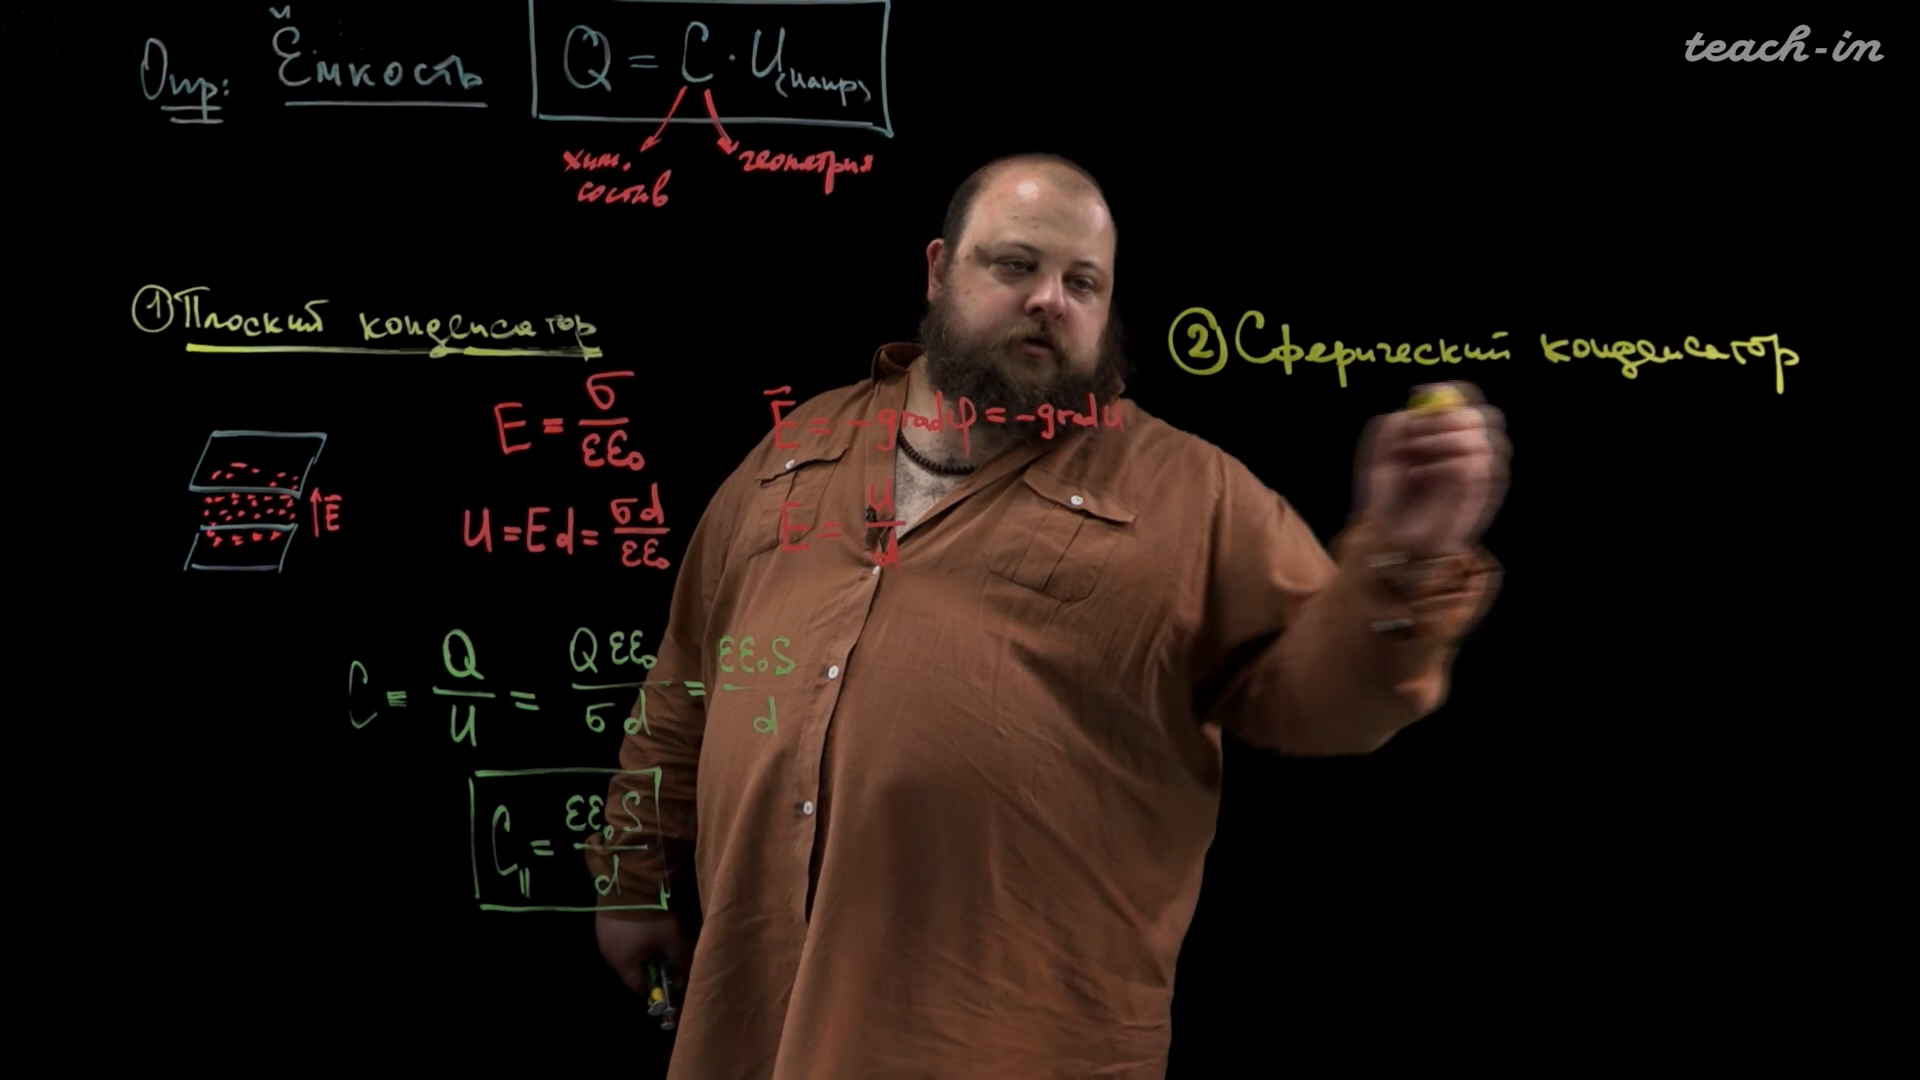 teach-in
Опр: Ёмкость Q = C · U(напр)
хим. состав
геометрия
① Плоский конденсатор
② Сферический конденсатор
E = σ/εε₀
Ē = -gradφ = -gradU
Ē
U = Ed = σd/εε₀
E = U/d
C ≡ Q/U = Qεε₀/σd = εε₀S/d
C_II = εε₀S/d